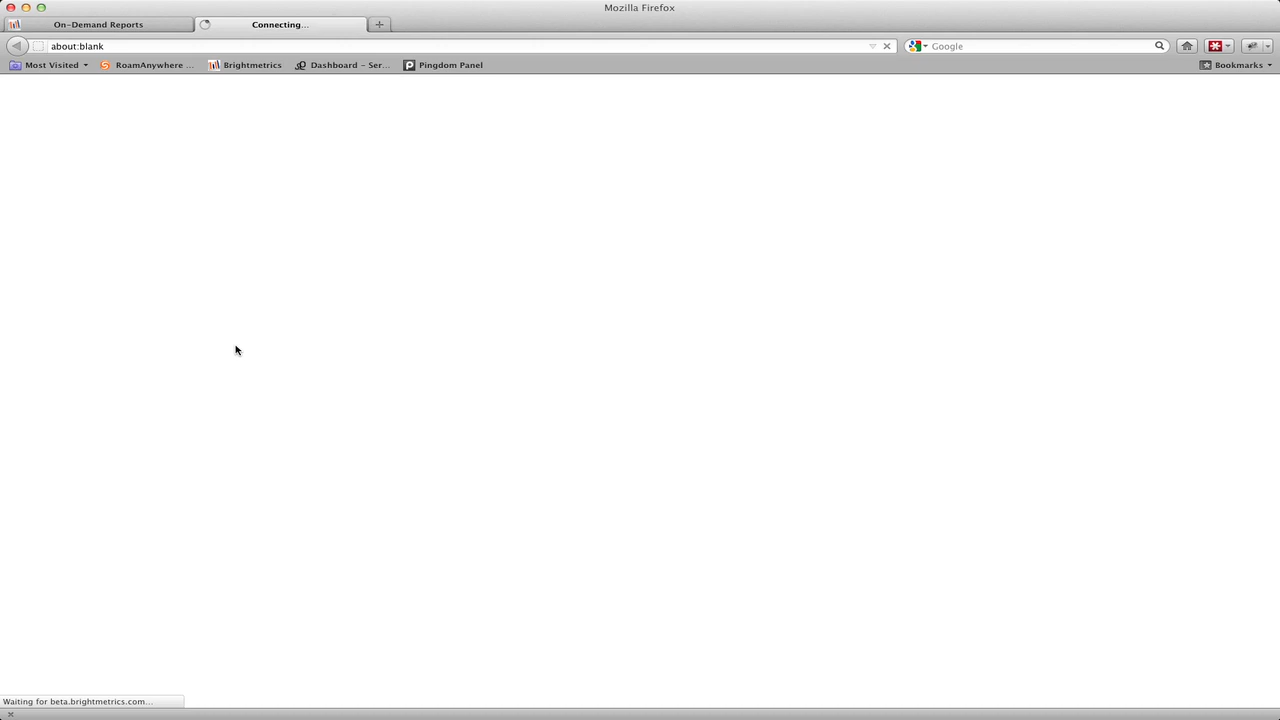 Mozilla Firefox
On-Demand Reports
Connecting...
about:blank
Google
Most Visited
RoamAnywhere ...
Brightmetrics
Dashboard – Ser...
Pingdom Panel
Bookmarks
Waiting for beta.brightmetrics.com...